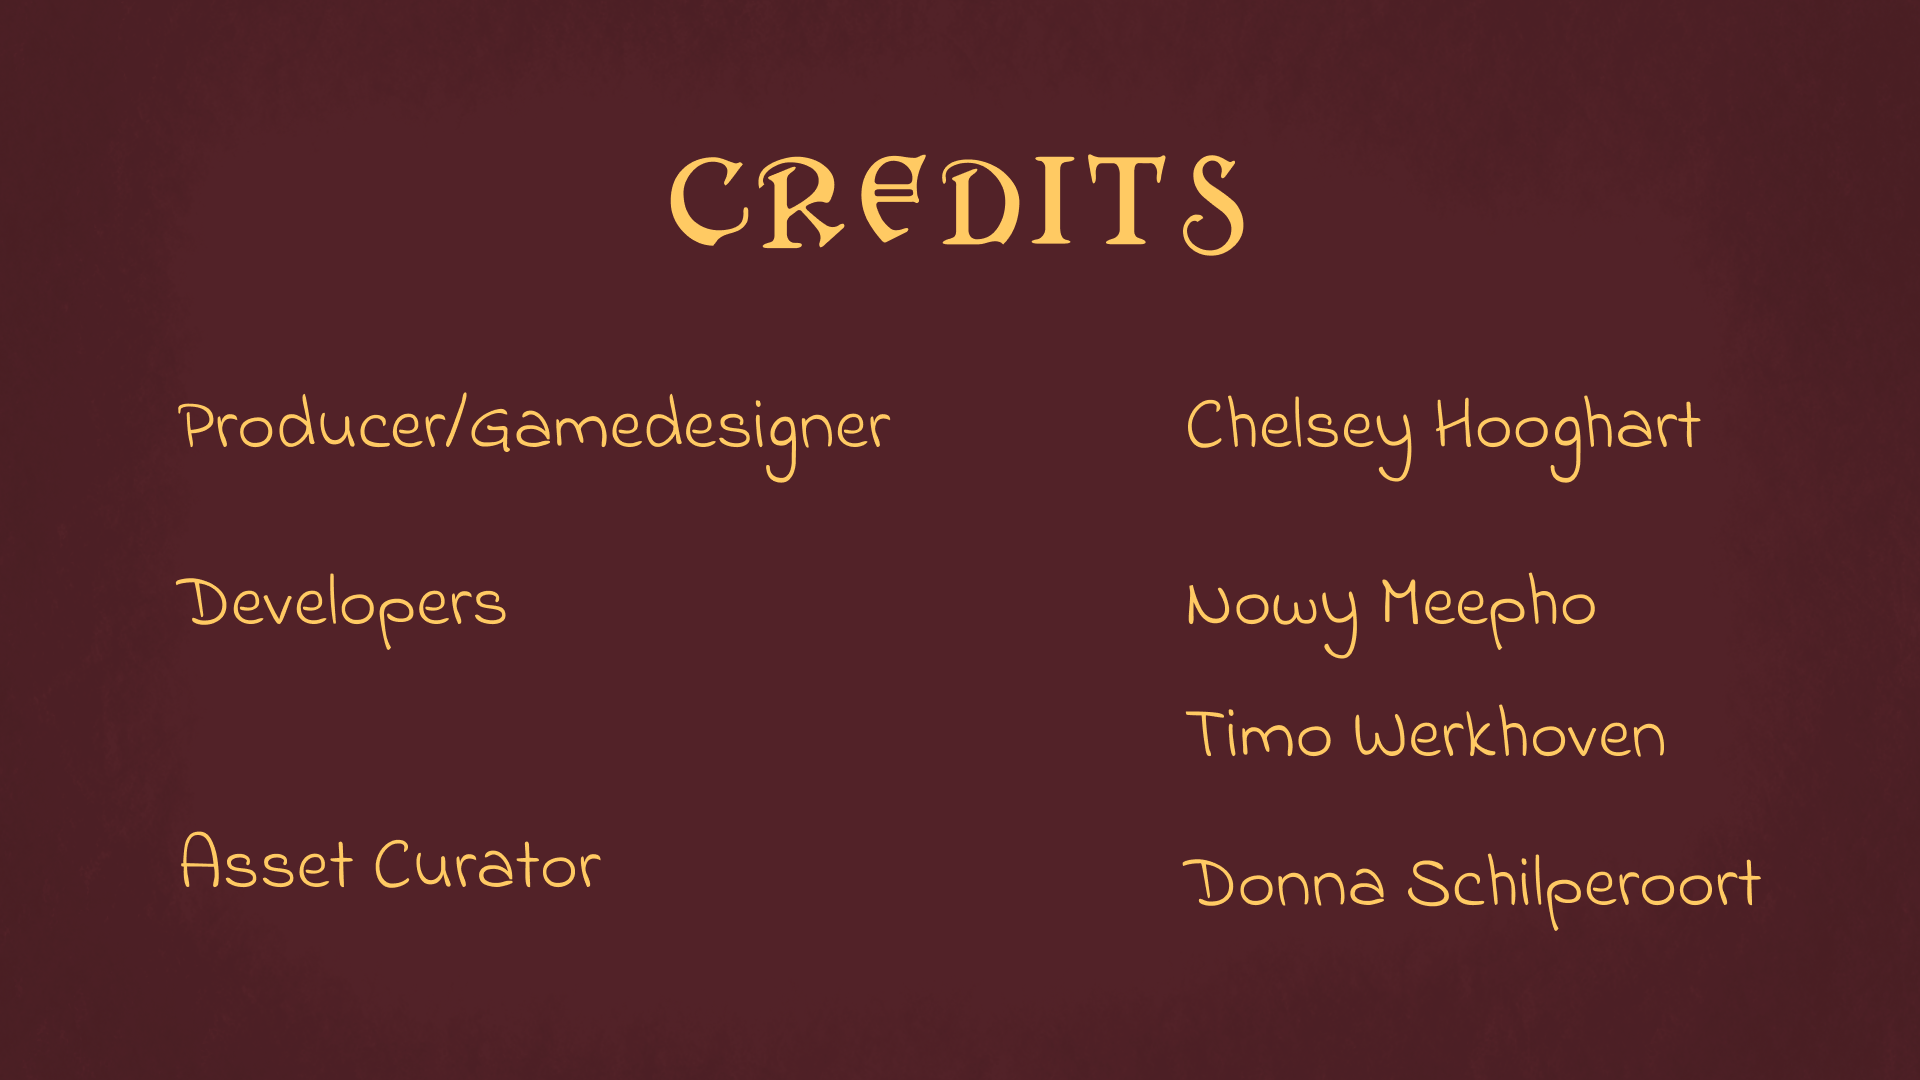 CREDITS
Producer/Gamedesigner Chelsey Hooghart
Developers Nowy Meepho
Timo Werkhoven
Asset Curator Donna Schilperoort